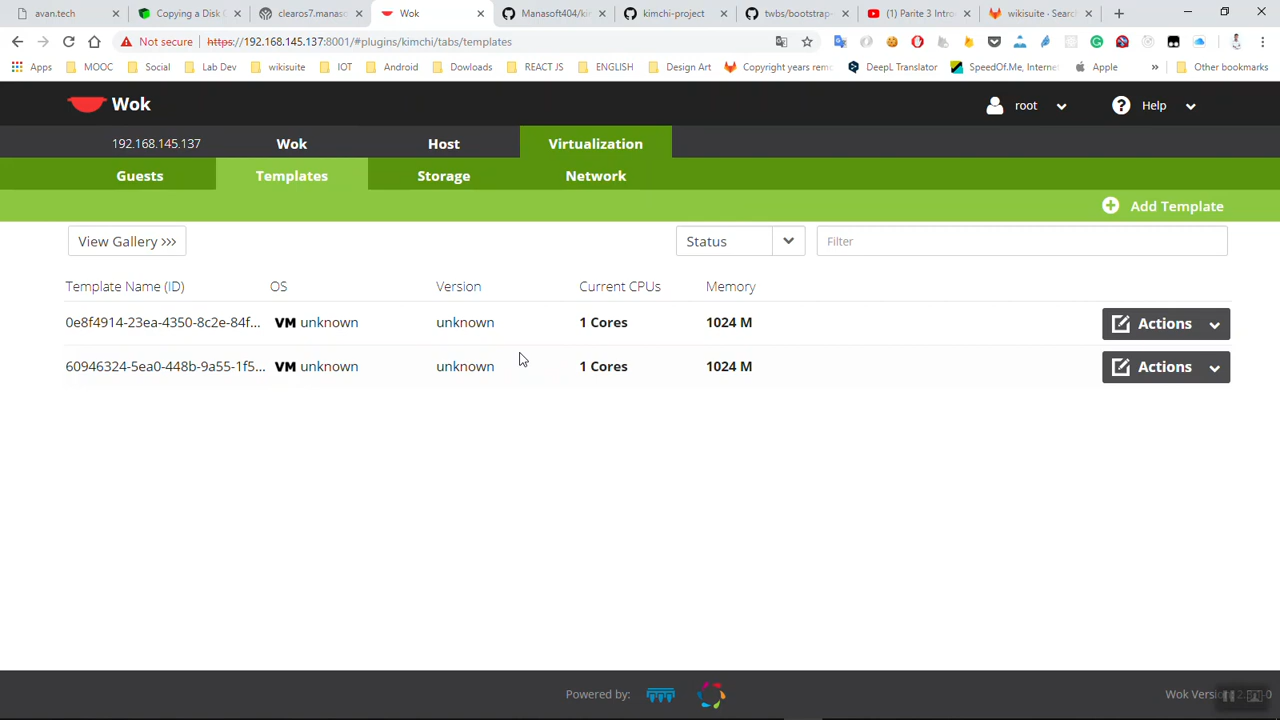 avan.tech
Copying a Disk (
clearos7.manaso
Wok
Manasoft404/ki
kimchi-project
twbs/bootstrap-
(1) Parite 3 Intro
wikisuite · Searc
Not secure
https://192.168.145.137:8001/#plugins/kimchi/tabs/templates
Apps
MOOC
Social
Lab Dev
wikisuite
IOT
Android
Dowloads
REACT JS
ENGLISH
Design Art
Copyright years rem
DeepL Translator
SpeedOf.Me, Internet
Apple
»
Other bookmarks
Wok
root
Help
192.168.145.137
Wok
Host
Virtualization
Guests
Templates
Storage
Network
Add Template
View Gallery >>>
Status
Filter
Template Name (ID) OS Version Current CPUs Memory
0e8f4914-23ea-4350-8c2e-84f... VM unknown unknown 1 Cores 1024 M Actions
60946324-5ea0-448b-9a55-1f5... VM unknown unknown 1 Cores 1024 M Actions
Powered by:
Wok Version